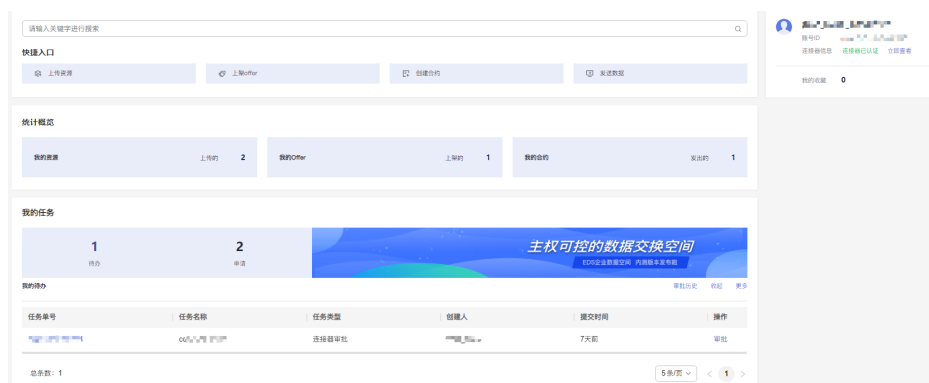 请输入关键字进行搜索
快捷入口
上传资源
上架offer
创建合约
发送数据
账号ID
连接器信息 连接器已认证 立即查看
我的收藏 0
统计概览
我的资源 上传的 2
我的Offer 上架的 1
我的合约 发出的 1
我的任务
1
待办
2
申请
主权可控的数据交换空间
EDS企业数据空间 内测版本发布啦
我的待办
审批历史 收起 更多
任务单号 任务名称 任务类型 创建人 提交时间 操作
连接器审批 7天前 审批
总条数: 1
5条/页
1